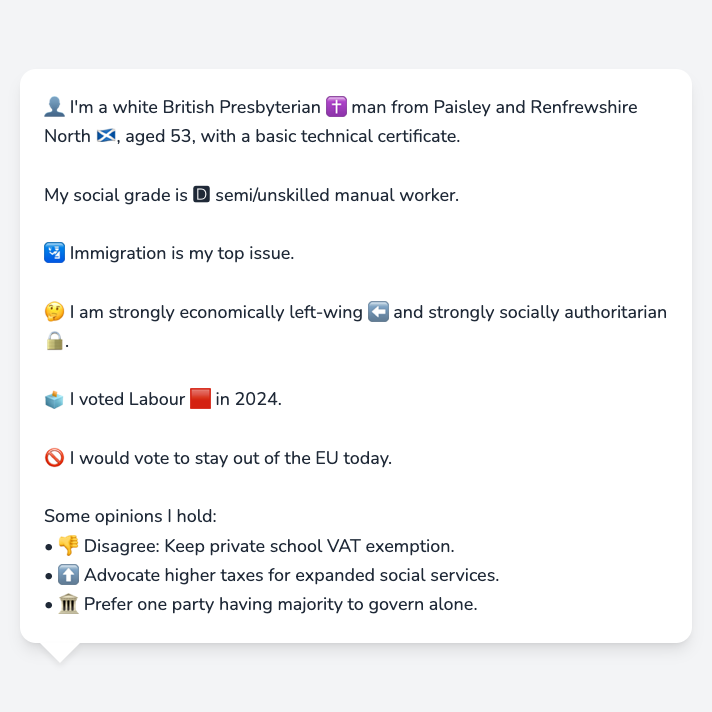 👤 I'm a white British Presbyterian ✝️ man from Paisley and Renfrewshire
North 🏴󠁧󠁢󠁳󠁣󠁴󠁿, aged 53, with a basic technical certificate.
My social grade is 🅳 semi/unskilled manual worker.
🛂 Immigration is my top issue.
🤔 I am strongly economically left-wing ⬅️ and strongly socially authoritarian
🔒.
🗳️ I voted Labour 🟥 in 2024.
🚫 I would vote to stay out of the EU today.
Some opinions I hold:
• 👎 Disagree: Keep private school VAT exemption.
• ⬆️ Advocate higher taxes for expanded social services.
• 🏛️ Prefer one party having majority to govern alone.